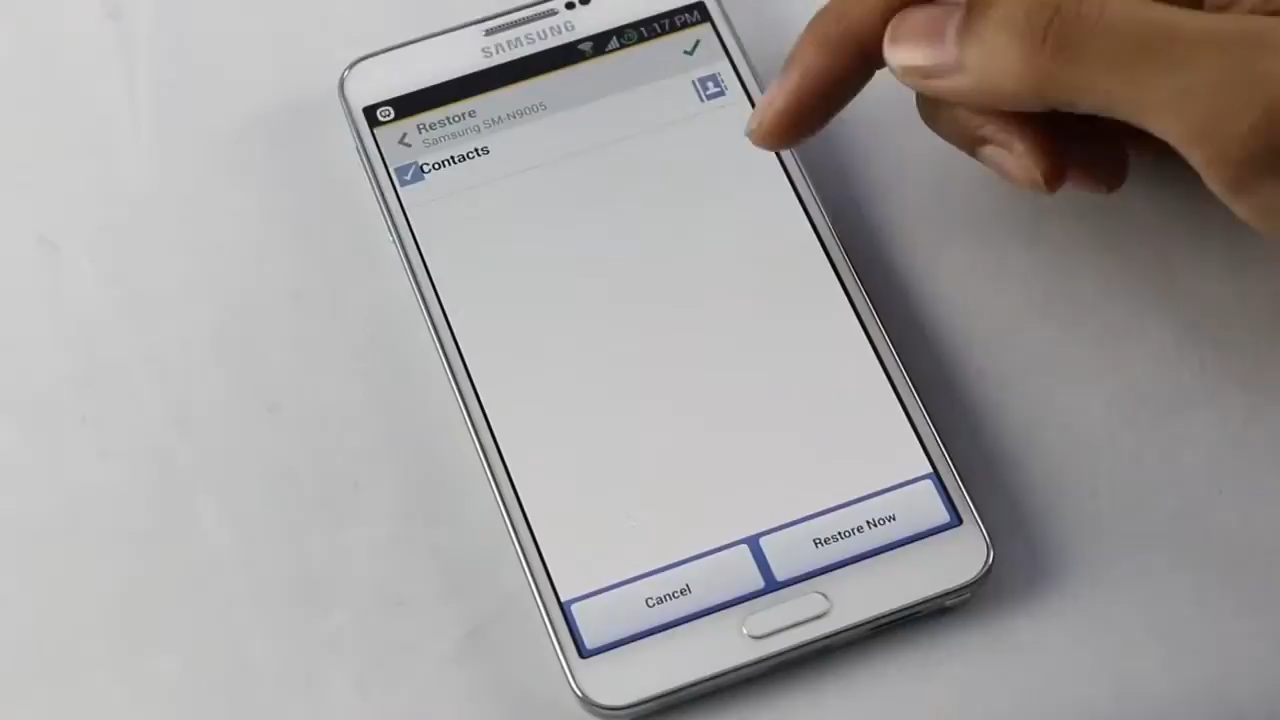 SAMSUNG
1:17 PM
Restore
Samsung SM-N9005
Contacts
Cancel
Restore Now